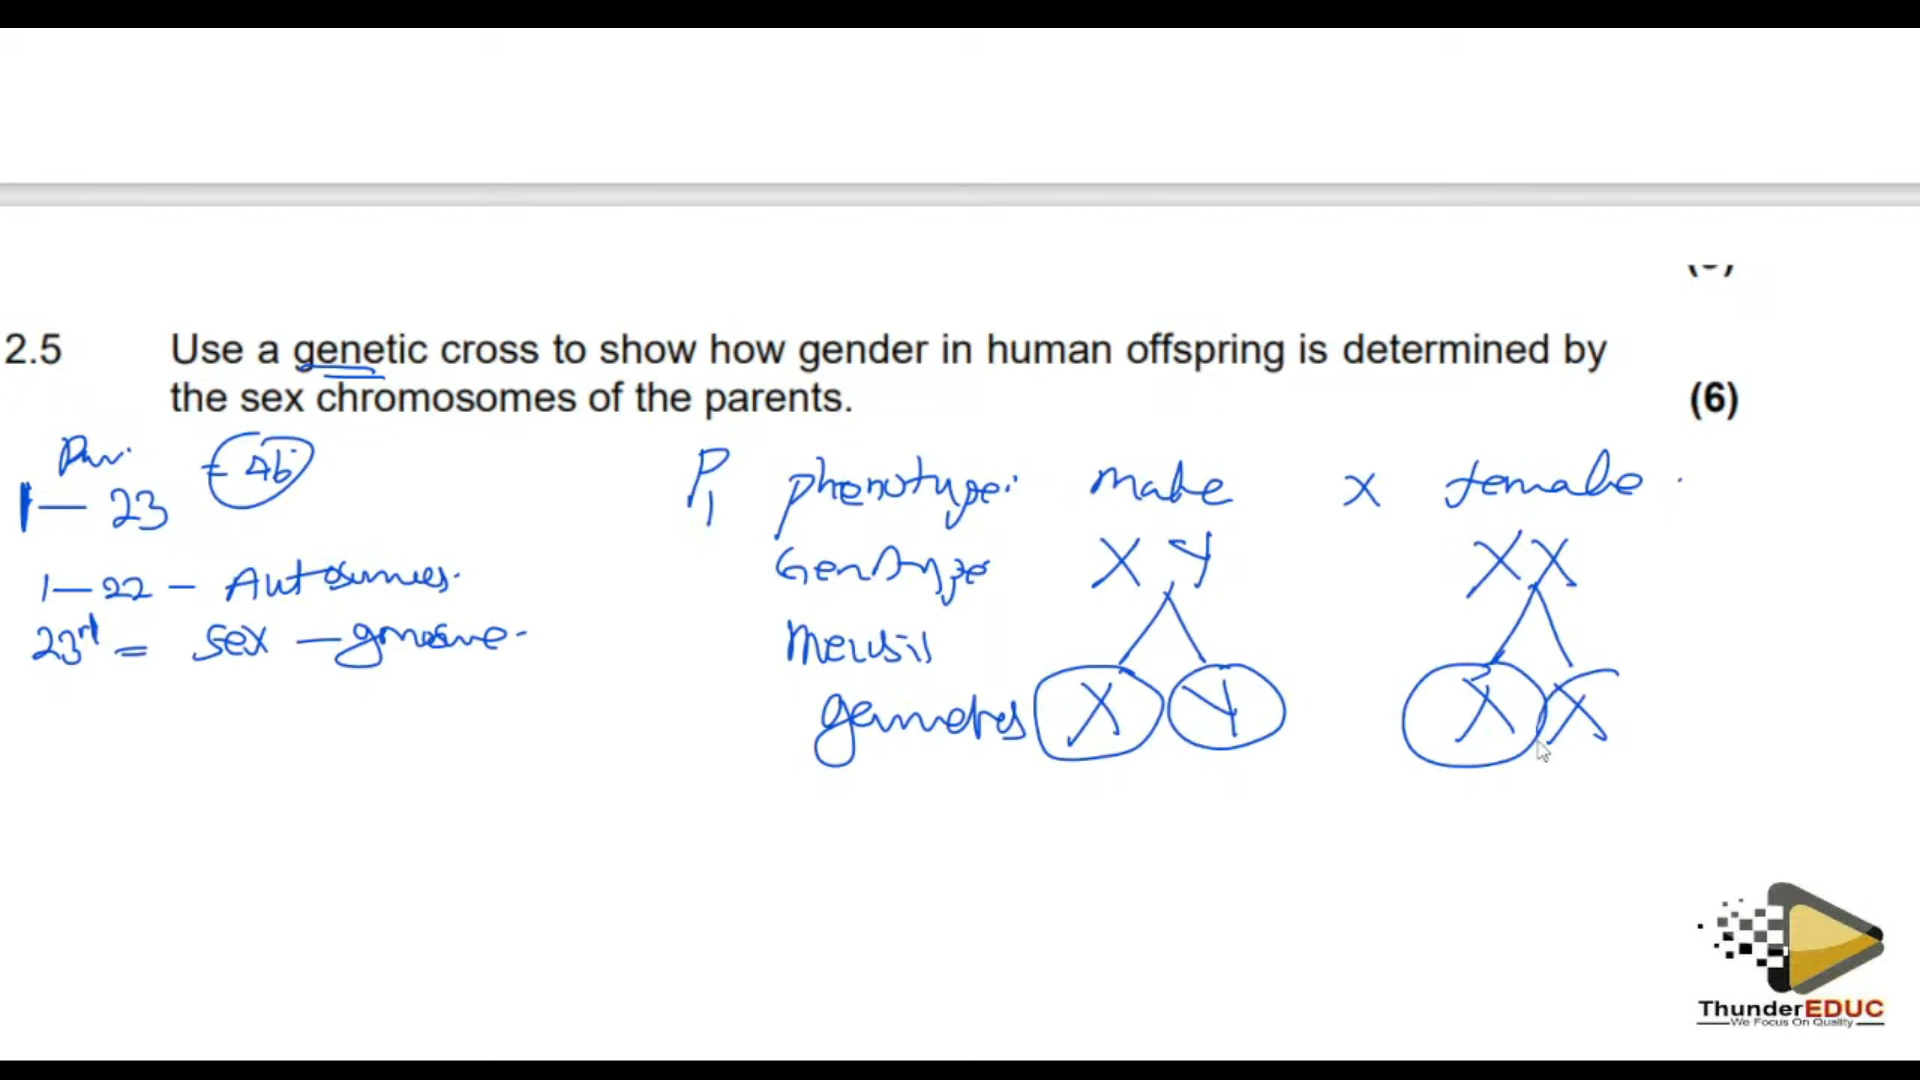 2.5 Use a genetic cross to show how gender in human offspring is determined by
the sex chromosomes of the parents. (6)
= 46
1 — 23
1 — 22 — Autosomes.
23rd = sex —
P1 phenotype: male x female
Genotype XY XX
Meiosis
gametes X Y X X
ThunderEDUC
We Focus On Quality